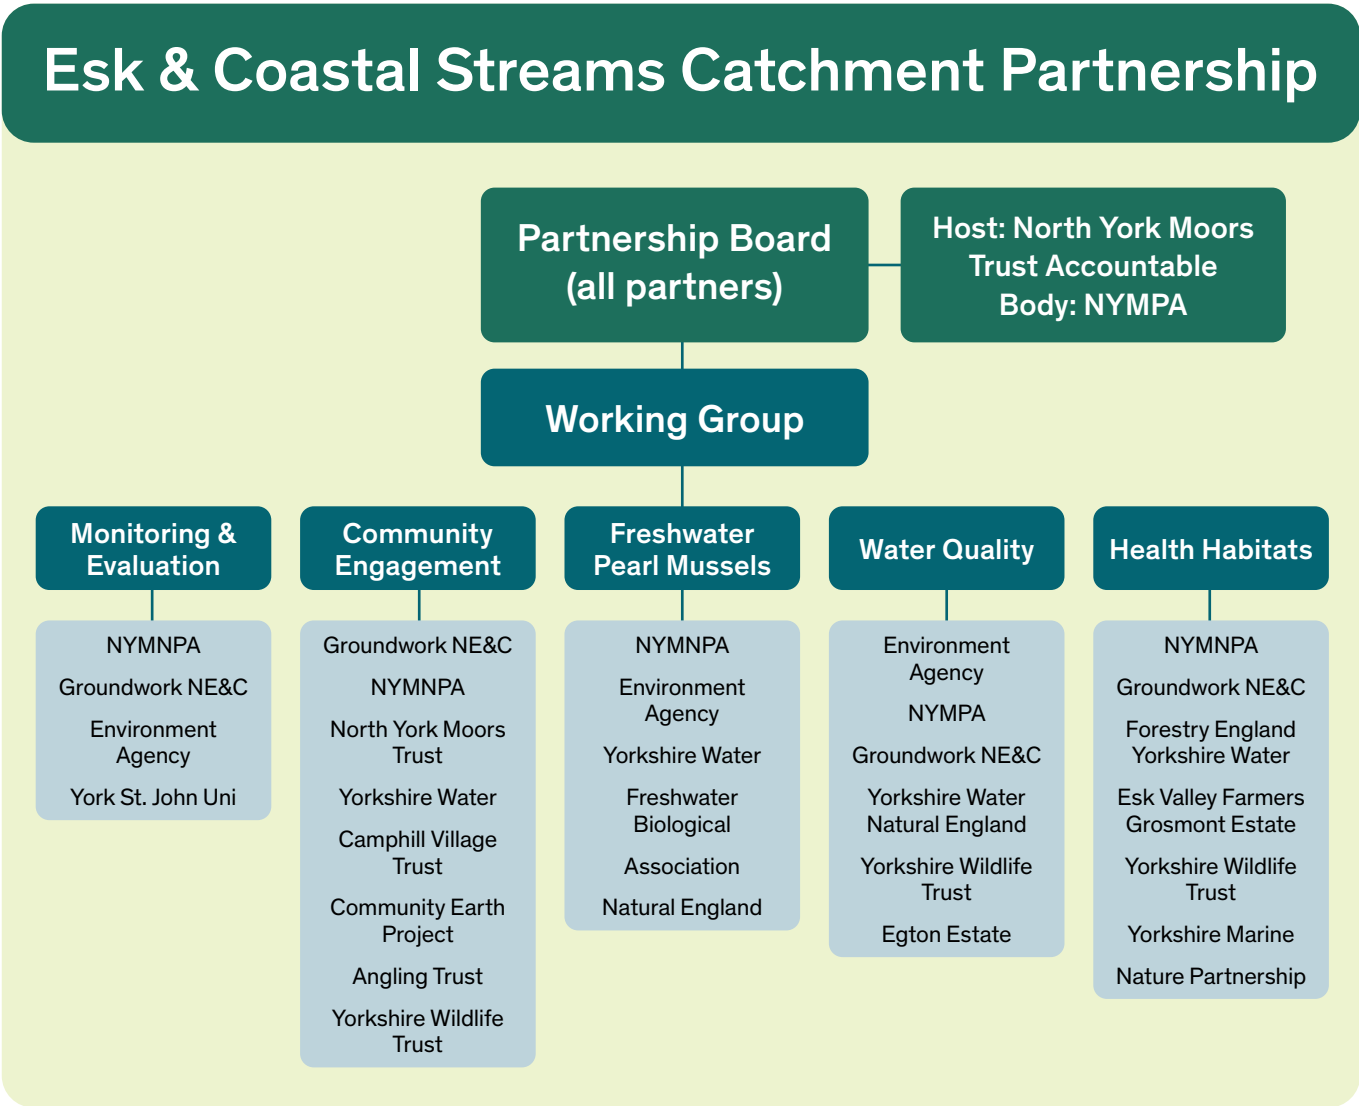 Esk & Coastal Streams Catchment Partnership
Partnership Board
(all partners)
Host: North York Moors
Trust Accountable
Body: NYMPA
Working Group
Monitoring &
Evaluation
NYMNPA
Groundwork NE&C
Environment
Agency
York St. John Uni
Community
Engagement
Groundwork NE&C
NYMNPA
North York Moors
Trust
Yorkshire Water
Camphill Village
Trust
Community Earth
Project
Angling Trust
Yorkshire Wildlife
Trust
Freshwater
Pearl Mussels
NYMNPA
Environment
Agency
Yorkshire Water
Freshwater
Biological
Association
Natural England
Water Quality
Environment
Agency
NYMPA
Groundwork NE&C
Yorkshire Water
Natural England
Yorkshire Wildlife
Trust
Egton Estate
Health Habitats
NYMNPA
Groundwork NE&C
Forestry England
Yorkshire Water
Esk Valley Farmers
Grosmont Estate
Yorkshire Wildlife
Trust
Yorkshire Marine
Nature Partnership